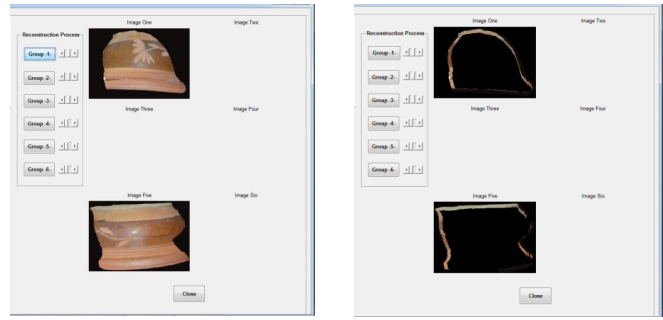 Image One Image Two
Reconstruction Process
Group -1-
Group -2-
Group -3-
Image Three Image Four
Group -4-
Group -5-
Group -6-
Image Five Image Six
Close
Image One Image Two
Reconstruction Process
Group -1-
Group -2-
Group -3-
Image Three Image Four
Group -4-
Group -5-
Group -6-
Image Five Image Six
Close